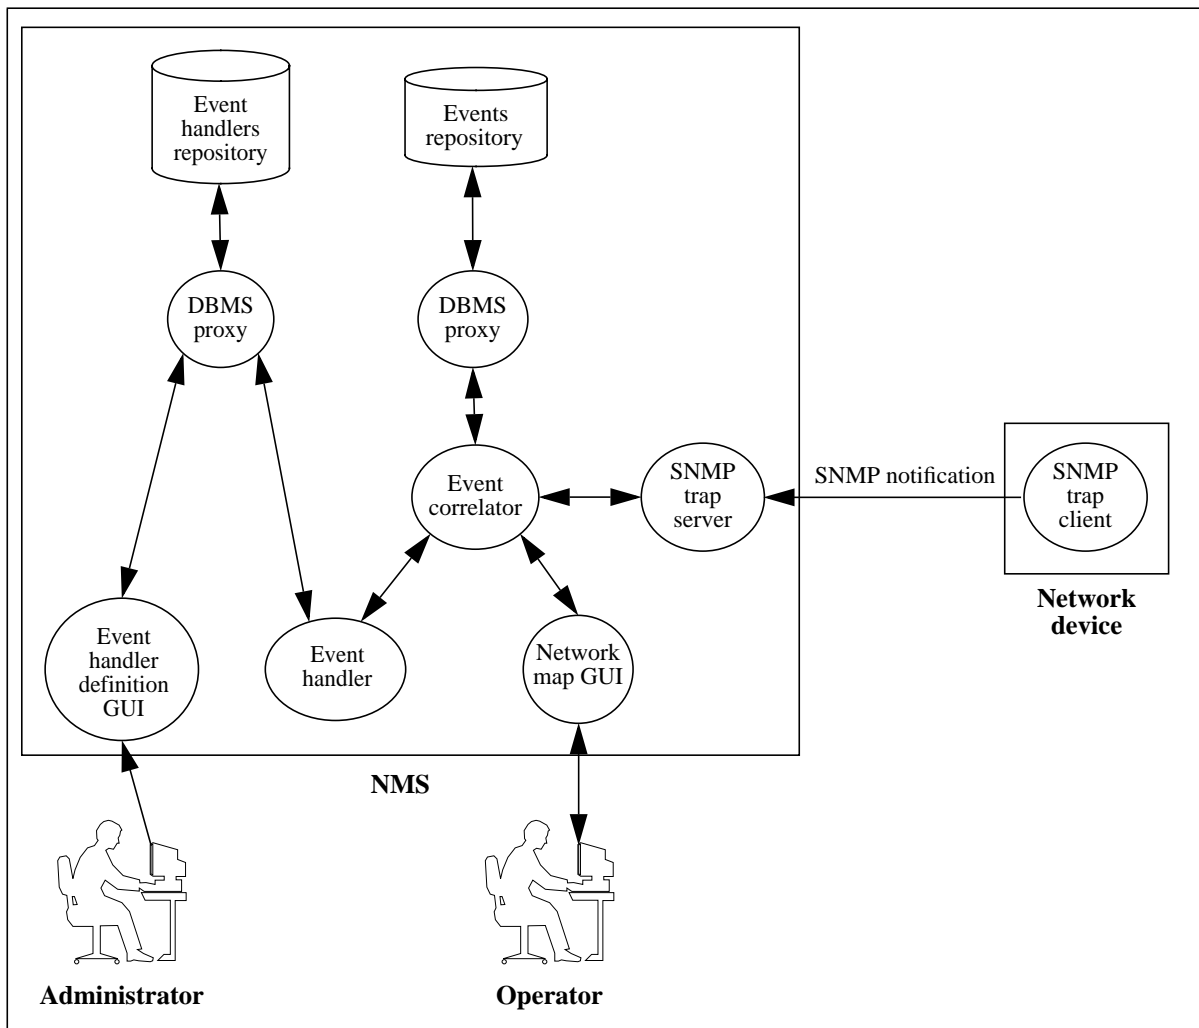 Event
handlers
repository
Events
repository
DBMS
proxy
DBMS
proxy
Event
correlator
SNMP
trap
server
SNMP notification
SNMP
trap
client
Network
device
Event
handler
definition
GUI
Event
handler
Network
map GUI
NMS
Administrator
Operator